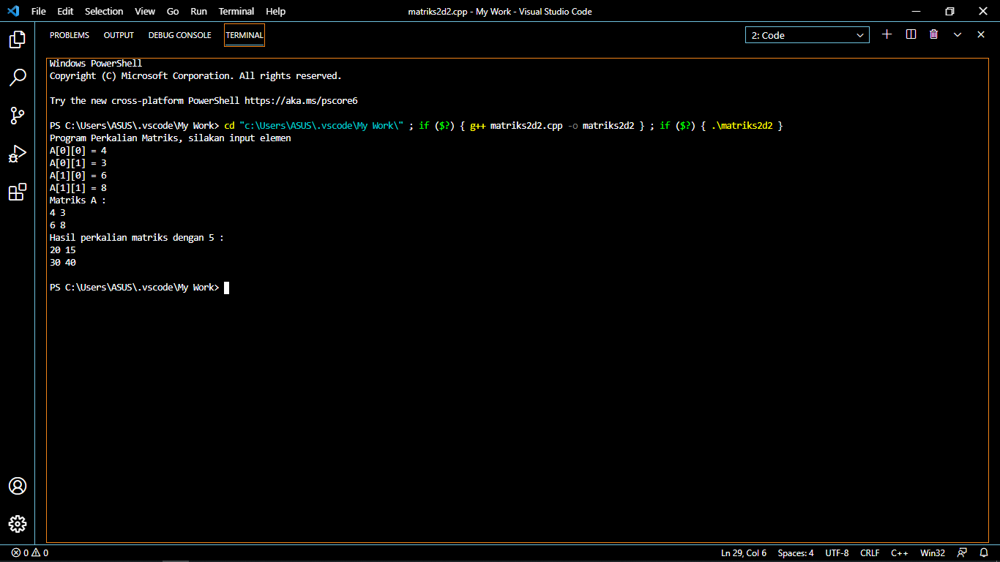 File Edit Selection View Go Run Terminal Help matriks2d2.cpp - My Work - Visual Studio Code
PROBLEMS OUTPUT DEBUG CONSOLE TERMINAL 2: Code
Windows PowerShell
Copyright (C) Microsoft Corporation. All rights reserved.
Try the new cross-platform PowerShell https://aka.ms/pscore6
PS C:\Users\ASUS\.vscode\My Work> cd "c:\Users\ASUS\.vscode\My Work\" ; if ($?) { g++ matriks2d2.cpp -o matriks2d2 } ; if ($?) { .\matriks2d2 }
Program Perkalian Matriks, silakan input elemen
A[0][0] = 4
A[0][1] = 3
A[1][0] = 6
A[1][1] = 8
Matriks A :
4 3
6 8
Hasil perkalian matriks dengan 5 :
20 15
30 40
PS C:\Users\ASUS\.vscode\My Work>
0 0 Ln 29, Col 6 Spaces: 4 UTF-8 CRLF C++ Win32